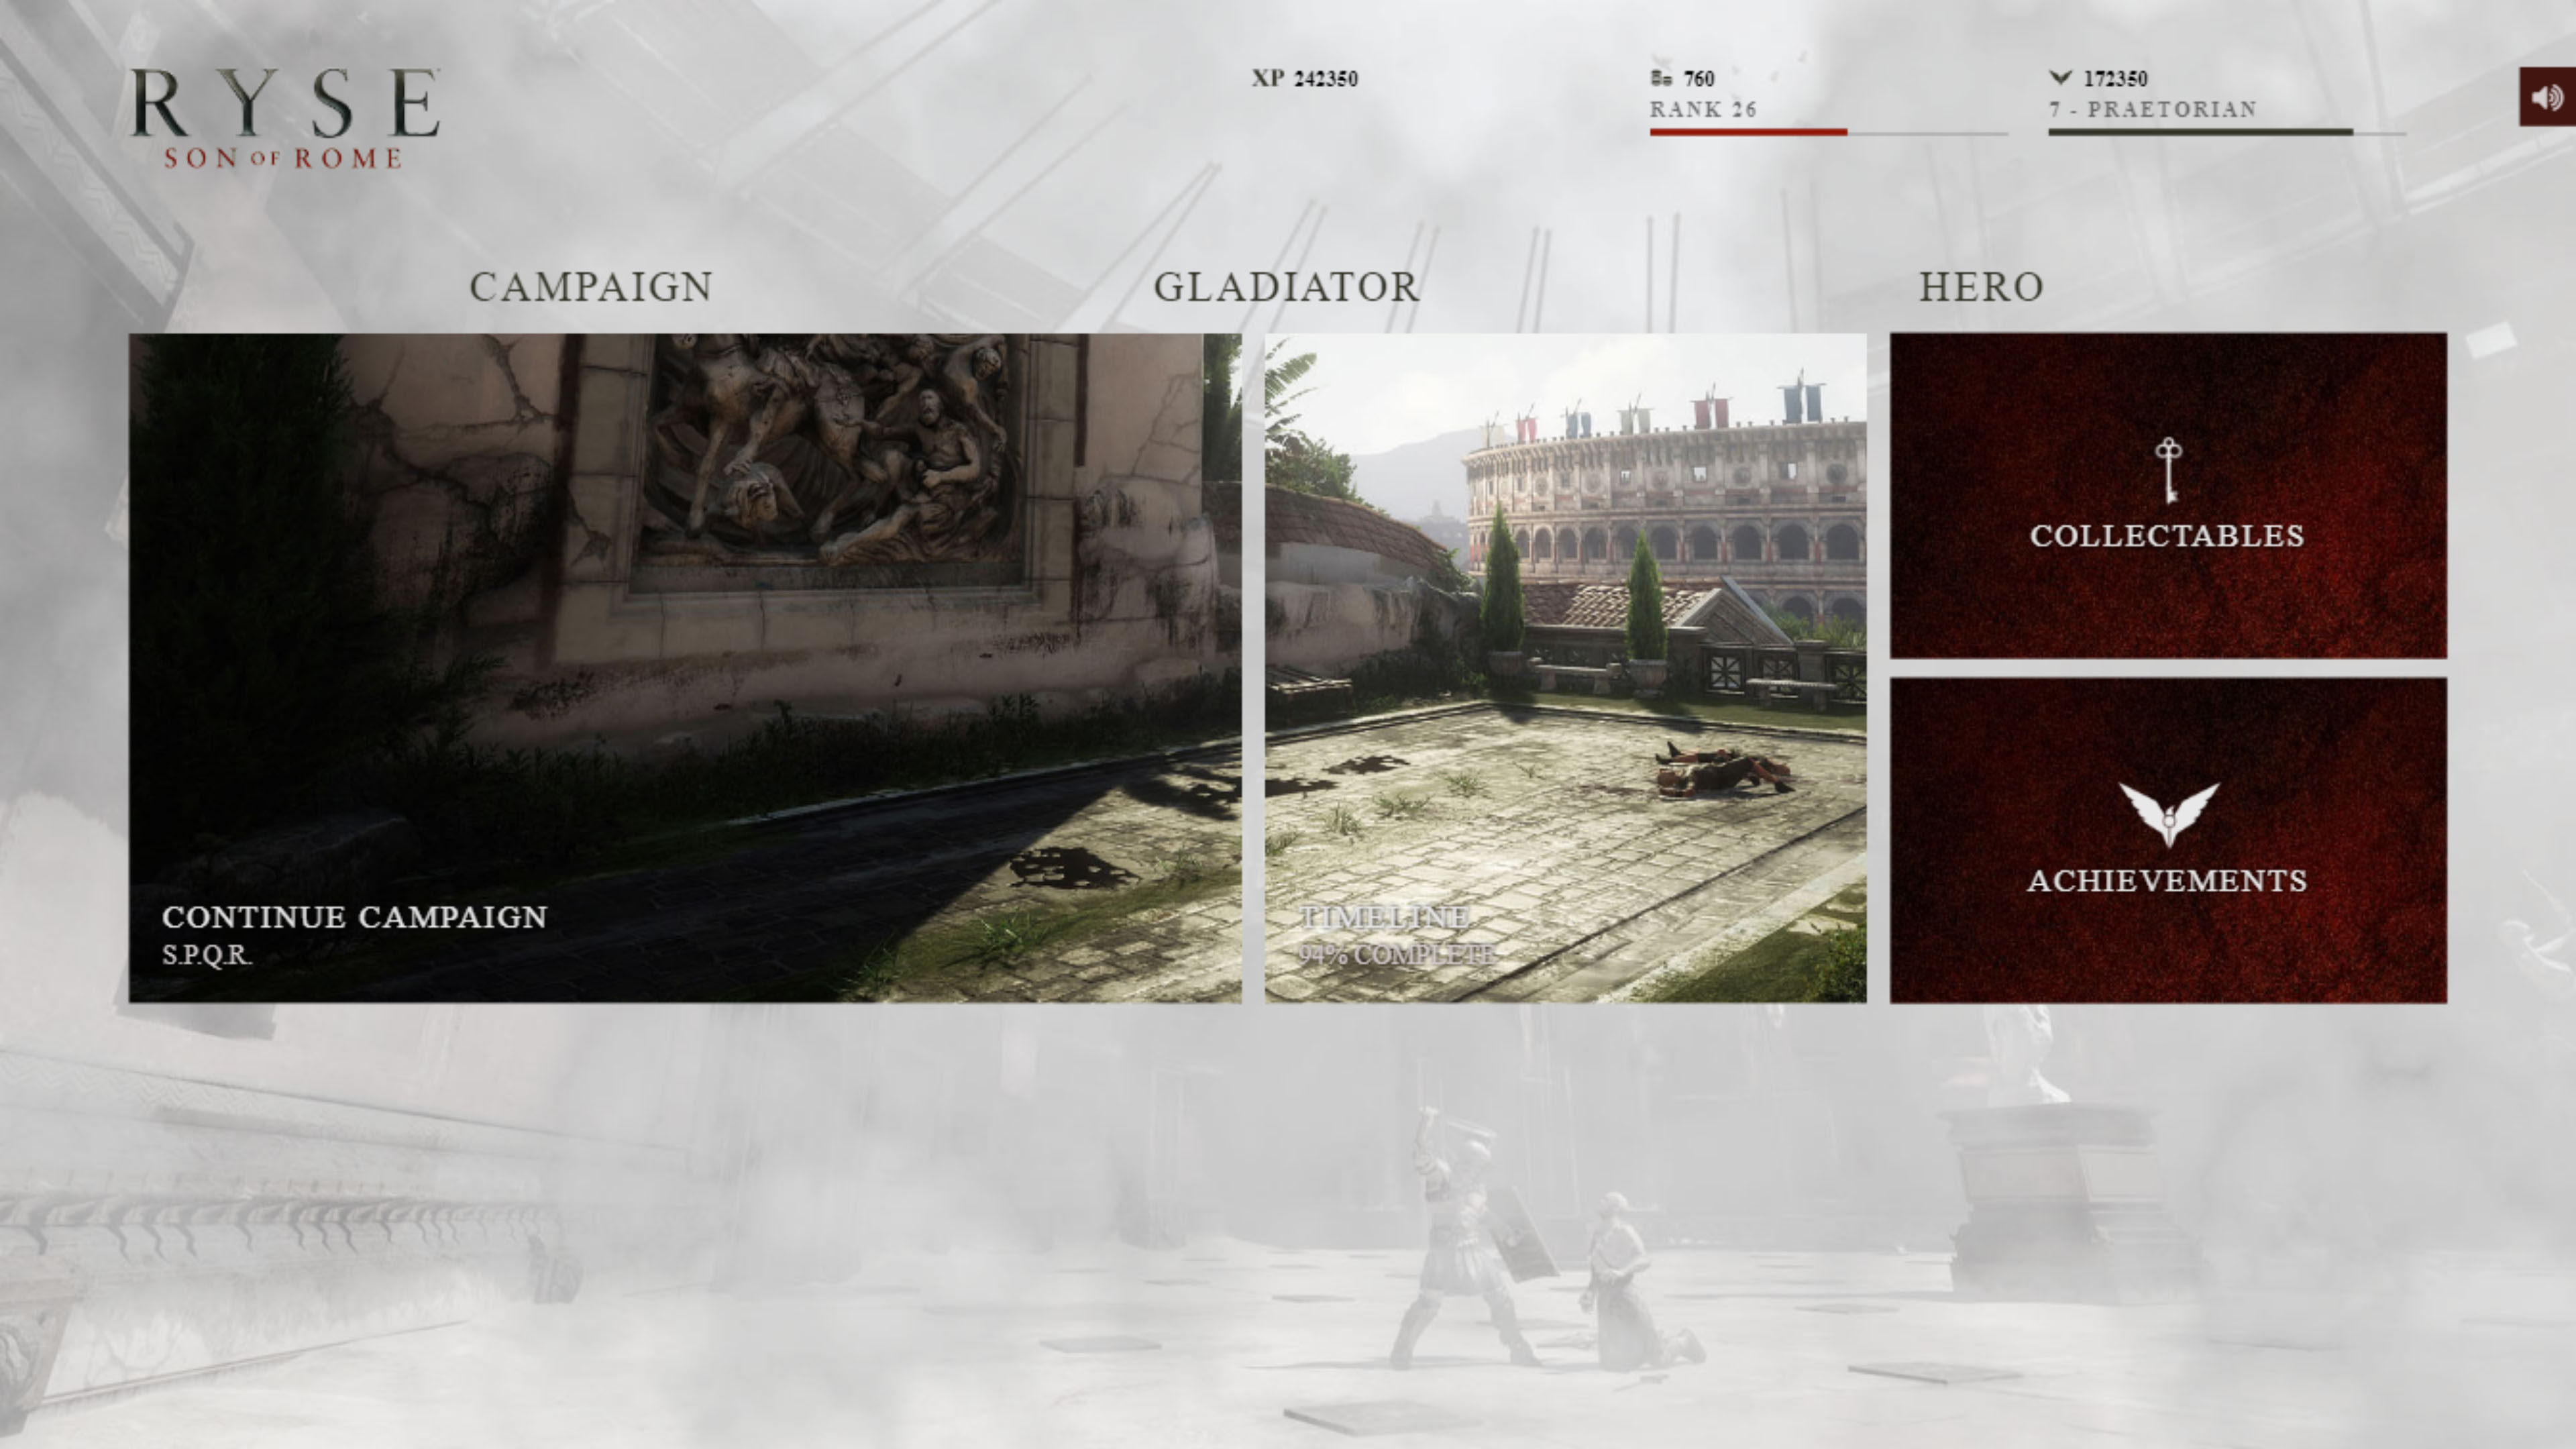 RYSE
SON OF ROME
XP 242350
760
RANK 26
172350
7 - PRAETORIAN
CAMPAIGN
GLADIATOR
HERO
CONTINUE CAMPAIGN
S.P.Q.R.
TIMELINE
94% COMPLETE
COLLECTABLES
ACHIEVEMENTS